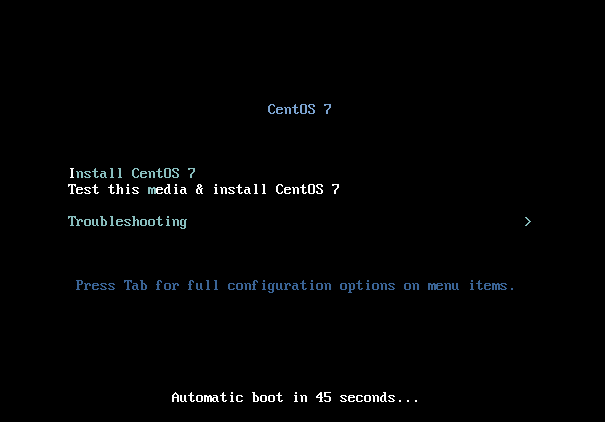 CentOS 7
Install CentOS 7
Test this media & install CentOS 7
Troubleshooting >
Press Tab for full configuration options on menu items.
Automatic boot in 45 seconds...